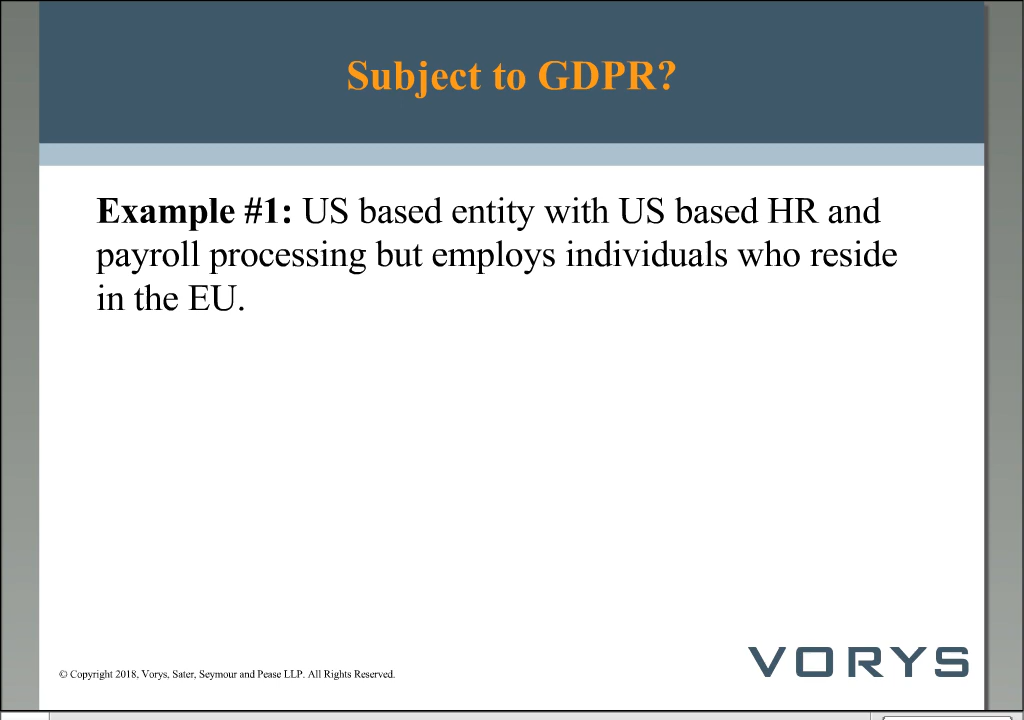 Subject to GDPR?
Example #1: US based entity with US based HR and
payroll processing but employs individuals who reside
in the EU.
© Copyright 2018, Vorys, Sater, Seymour and Pease LLP. All Rights Reserved.
VORYS